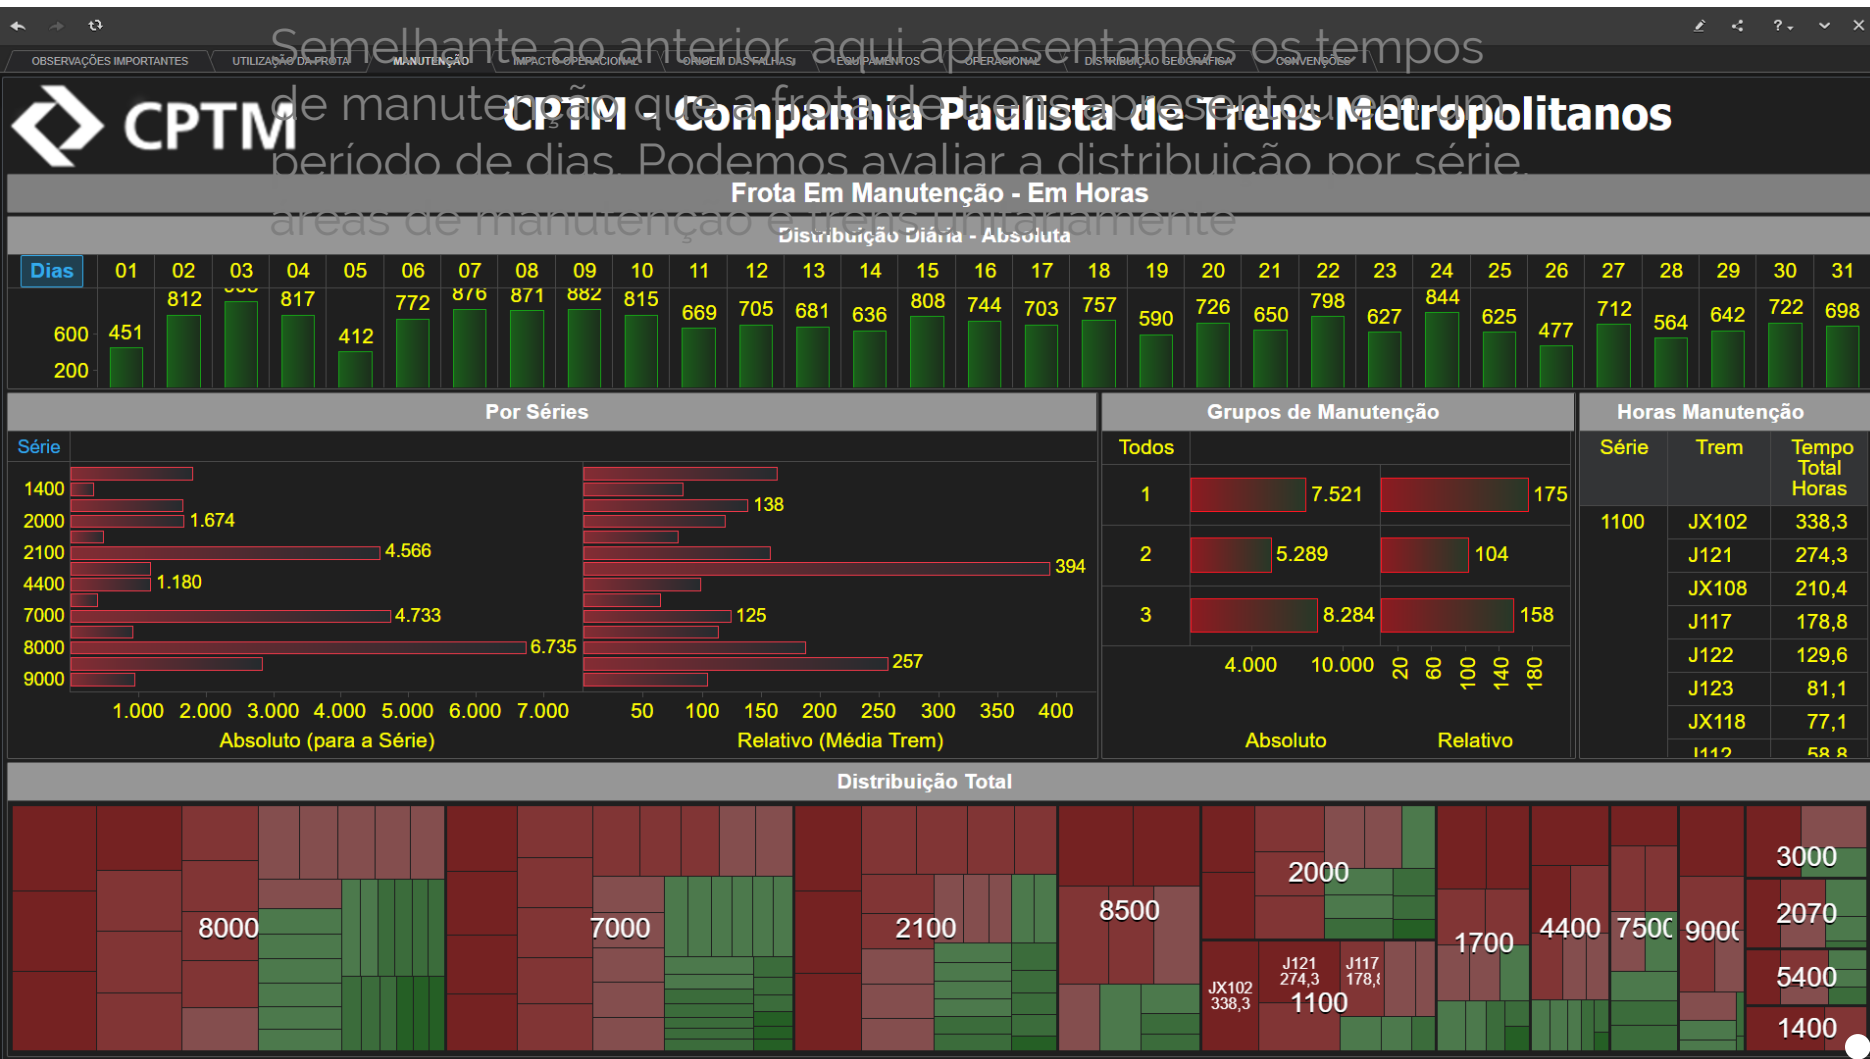 Semelhante ao anterior, aqui apresentamos os tempos
de manutenção que a frota de trens apresentou em um
período de dias. Podemos avaliar a distribuição por série,
áreas de manutenção e trens unitariamente
OBSERVAÇÕES IMPORTANTES UTILIZAÇÃO DA FROTA MANUTENÇÃO IMPACTO OPERACIONAL ORIGEM DAS FALHAS EQUIPAMENTOS OPERACIONAL DISTRIBUIÇÃO GEOGRÁFICA CONVENÇÕES
CPTM CPTM - Companhia Paulista de Trens Metropolitanos
Frota Em Manutenção - Em Horas
Distribuição Diária - Absoluta
Dias 01 02 03 04 05 06 07 08 09 10 11 12 13 14 15 16 17 18 19 20 21 22 23 24 25 26 27 28 29 30 31
451 812 817 412 772 876 871 882 815 669 705 681 636 808 744 703 757 590 726 650 798 627 844 625 477 712 564 642 722 698
600
200
Por Séries
Série
1400
138
2000 1.674
2100 4.566
394
4400 1.180
7000 4.733 125
8000 6.735
257
9000
1.000 2.000 3.000 4.000 5.000 6.000 7.000 50 100 150 200 250 300 350 400
Absoluto (para a Série) Relativo (Média Trem)
Grupos de Manutenção
Todos
1 7.521 175
2 5.289 104
3 8.284 158
4.000 10.000 20 60 100 140 180
Absoluto Relativo
Horas Manutenção
Série Trem Tempo
Total
Horas
1100 JX102 338,3
J121 274,3
JX108 210,4
J117 178,8
J122 129,6
J123 81,1
JX118 77,1
J112 58,8
Distribuição Total
8000 7000 2100 8500 2000 1700 4400 7500 9000 3000
2070
5400
1400
J121 J117
274,3 178,8
JX102 1100
338,3